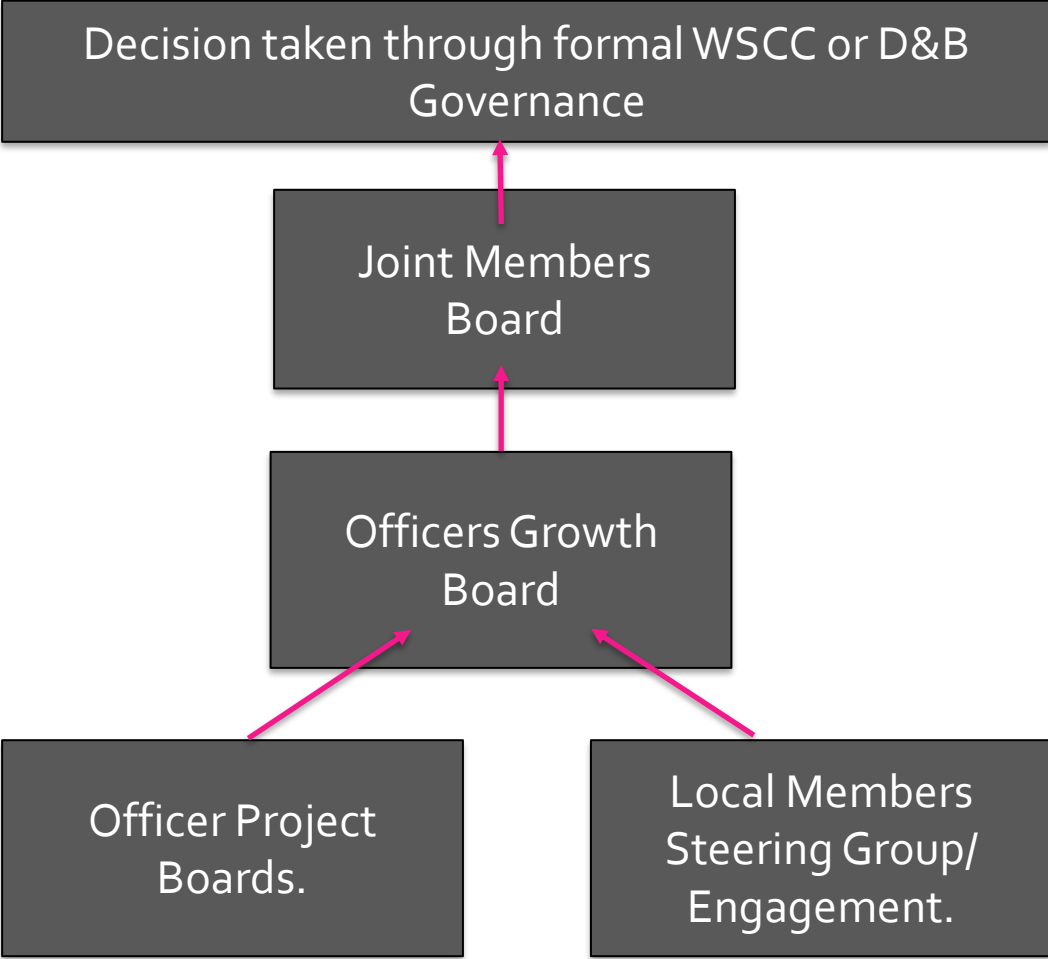 Decision taken through formal WSCC or D&B
Governance
Joint Members
Board
Officers Growth
Board
Officer Project
Boards.
Local Members
Steering Group/
Engagement.